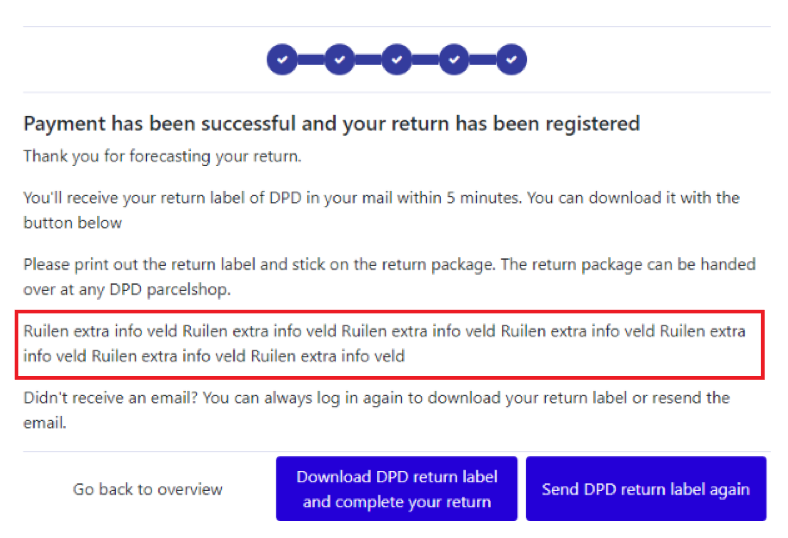 Payment has been successful and your return has been registered
Thank you for forecasting your return.
You'll receive your return label of DPD in your mail within 5 minutes. You can download it with the
button below
Please print out the return label and stick on the return package. The return package can be handed
over at any DPD parcelshop.
Ruilen extra info veld Ruilen extra info veld Ruilen extra info veld Ruilen extra info veld Ruilen extra
info veld Ruilen extra info veld Ruilen extra info veld
Didn't receive an email? You can always log in again to download your return label or resend the
email.
Go back to overview
Download DPD return label
and complete your return
Send DPD return label again